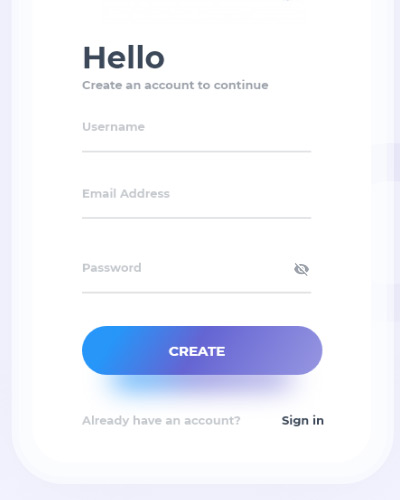 Hello
Create an account to continue
Username
Email Address
Password
CREATE
Already have an account? Sign in